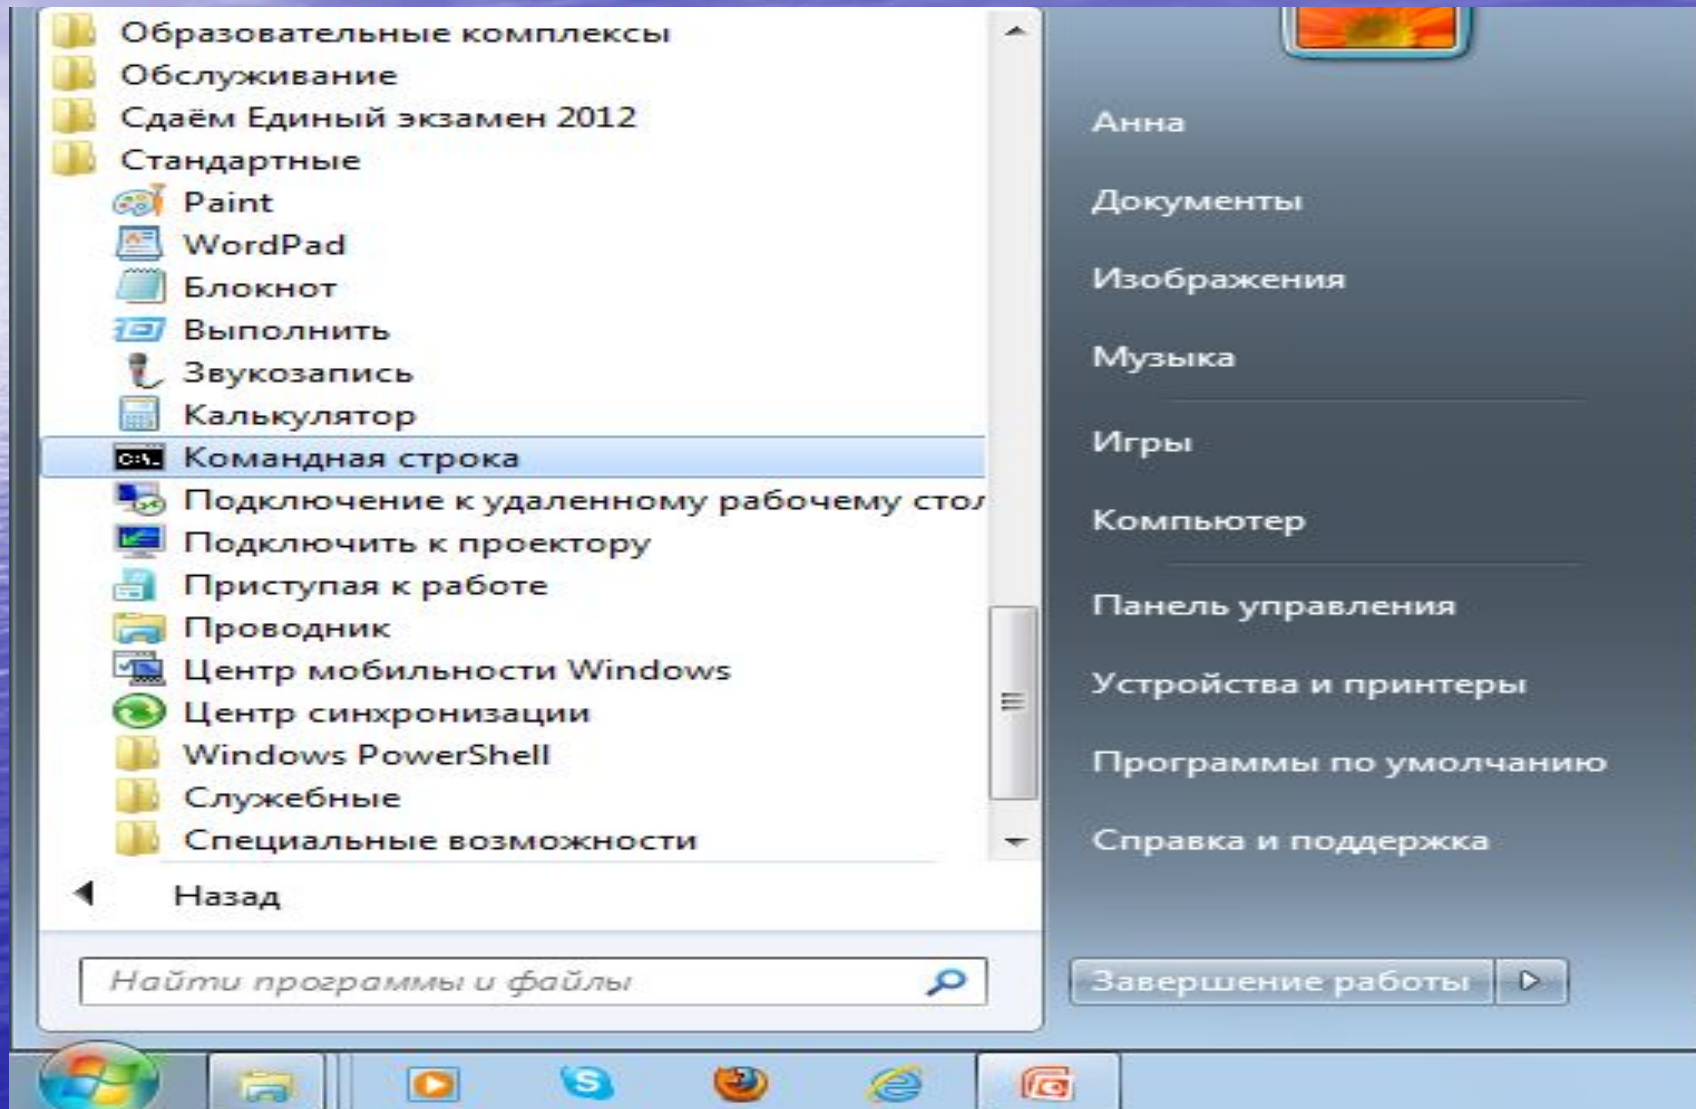 Образовательные комплексы
Обслуживание
Сдаём Единый экзамен 2012
Стандартные
Paint
WordPad
Блокнот
Выполнить
Звукозапись
Калькулятор
C:\_
Командная строка
Подключение к удаленному рабочему стол
Подключить к проектору
Приступая к работе
Проводник
Центр мобильности Windows
Центр синхронизации
Windows PowerShell
Служебные
Специальные возможности
Назад
Найти программы и файлы
Анна
Документы
Изображения
Музыка
Игры
Компьютер
Панель управления
Устройства и принтеры
Программы по умолчанию
Справка и поддержка
Завершение работы